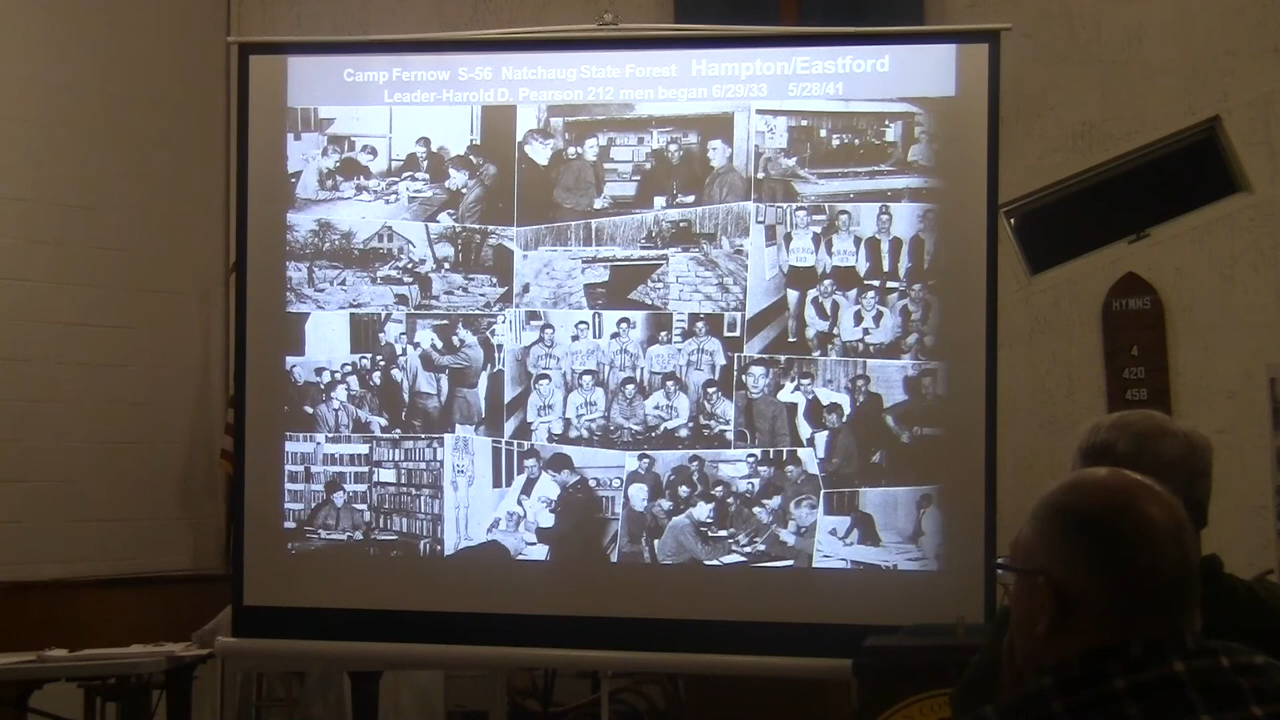 Camp Fernow S-56 Natchaug State Forest Hampton/Eastford
Leader-Harold D. Pearson 212 men began 6/29/33 5/28/41
HYMNS
4
420
458